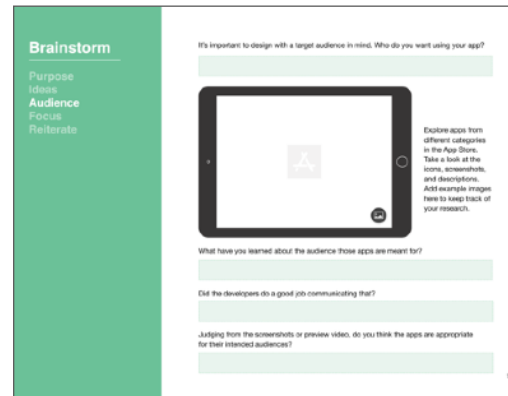 Brainstorm
Purpose
Ideas
Audience
Focus
Reiterate
It's important to design with a target audience in mind. Who do you want using your app?
Explore apps from
different categories
in the App Store.
Take a look at the
icons, screenshots,
and descriptions.
Add example images
here to keep track of
your research.
What have you learned about the audience those apps are meant for?
Did the developers do a good job communicating that?
Judging from the screenshots or preview video, do you think the apps are appropriate
for their intended audiences?